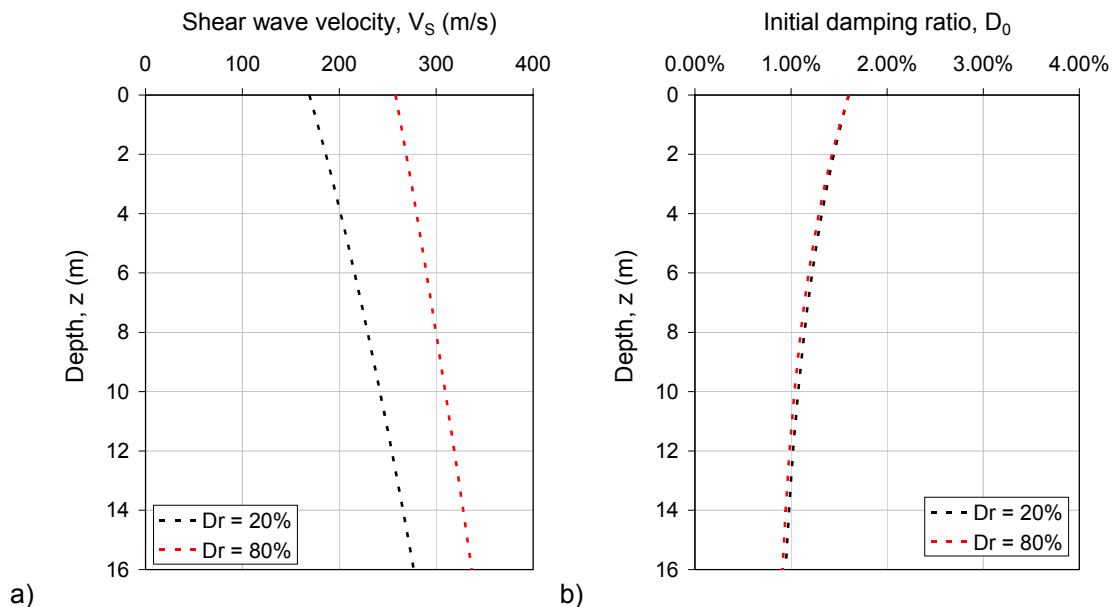 Shear wave velocity, V_S (m/s)
0 100 200 300 400
0
2
4
6
8
10
12
14
16
Depth, z (m)
Dr = 20%
Dr = 80%
a)
Initial damping ratio, D_0
0.00% 1.00% 2.00% 3.00% 4.00%
0
2
4
6
8
10
12
14
16
Depth, z (m)
Dr = 20%
Dr = 80%
b)